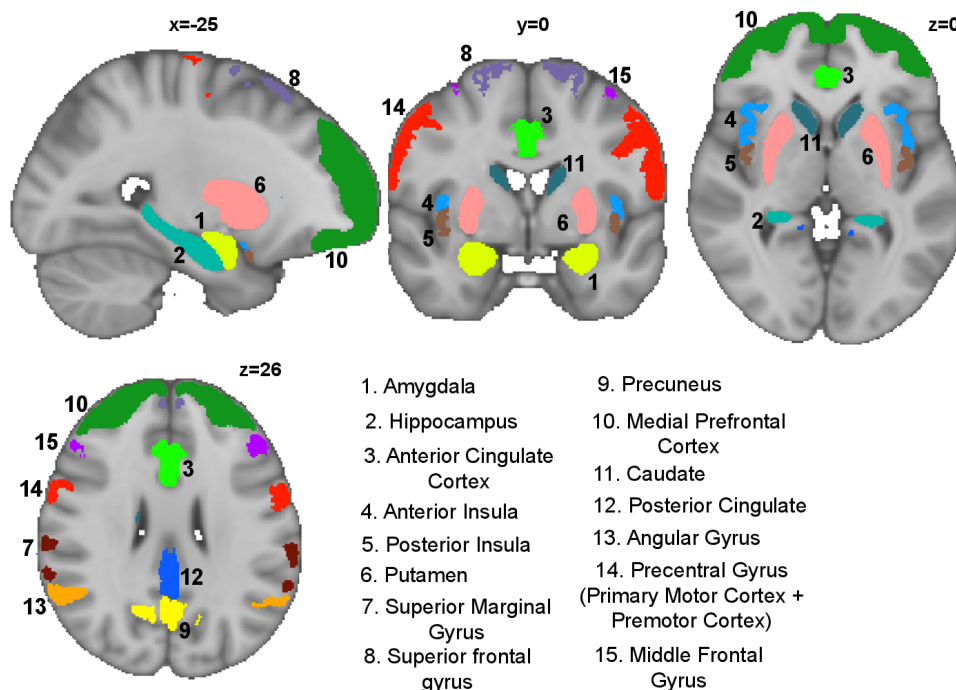 x=-25
y=0
z=0
10
8
8
15
3
14
3
4
11
6
11
4
6
5
1
6
5
2
2
10
1
z=26
10
15
3
14
7
12
13
9
1. Amygdala
2. Hippocampus
3. Anterior Cingulate
Cortex
4. Anterior Insula
5. Posterior Insula
6. Putamen
7. Superior Marginal
Gyrus
8. Superior frontal
gyrus
9. Precuneus
10. Medial Prefrontal
Cortex
11. Caudate
12. Posterior Cingulate
13. Angular Gyrus
14. Precentral Gyrus
(Primary Motor Cortex +
Premotor Cortex)
15. Middle Frontal
Gyrus